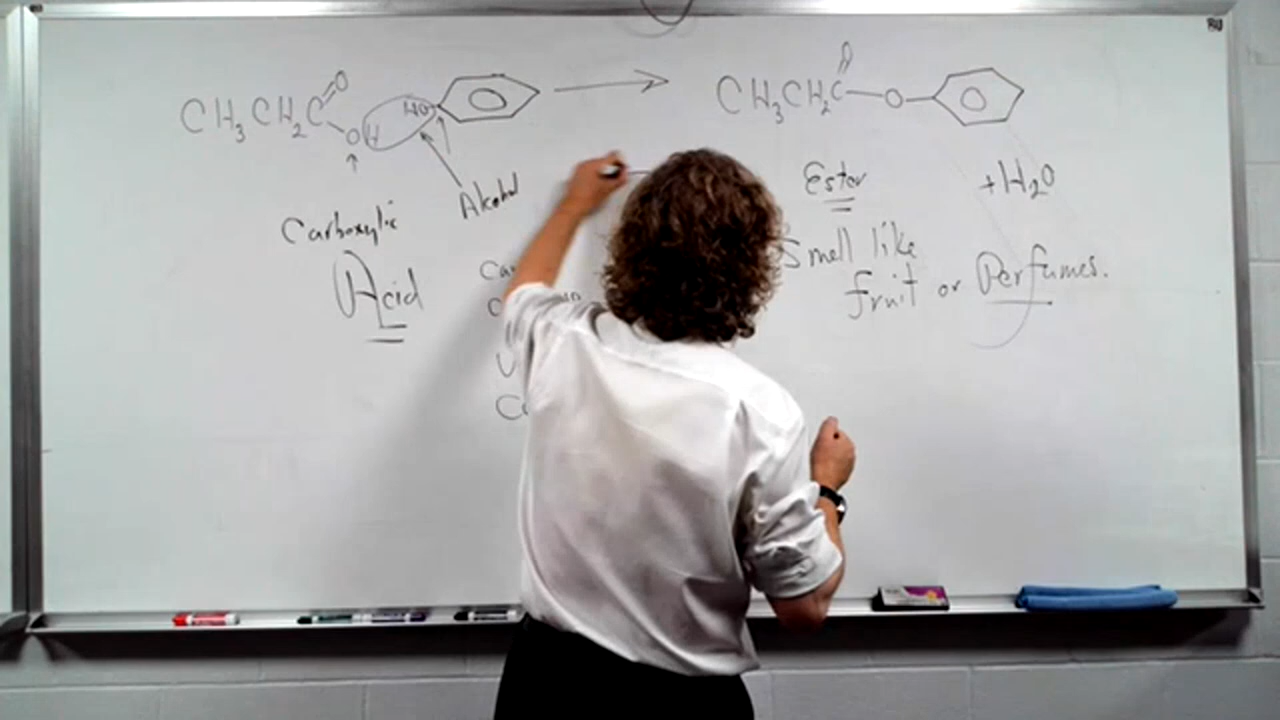 CH3CH2C=O OH HO → CH3CH2C=O—O—
Ester +H2O
Carboxylic Alcohol
Acid
Smell like
fruit or Perfumes.